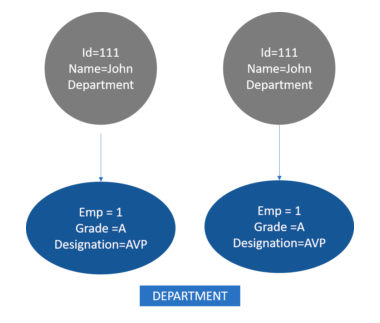 Id=111
Name=John
Department
Id=111
Name=John
Department
Emp = 1
Grade =A
Designation=AVP
Emp = 1
Grade =A
Designation=AVP
DEPARTMENT